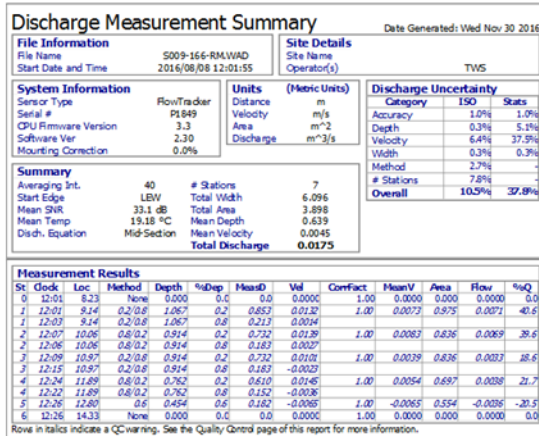 Discharge Measurement Summary
Date Generated: Wed Nov 30 2016
File Information
File Name S009-166-RM.WAD
Start Date and Time 2016/08/08 12:01:55
Site Details
Site Name
Operator(s) TWS
System Information
Sensor Type FlowTracker
Serial # P1849
CPU Firmware Version 3.3
Software Ver 2.30
Mounting Correction 0.0%
Units (Metric Units)
Distance m
Velocity m/s
Area m^2
Discharge m^3/s
Discharge Uncertainty
Category ISO Stats
Accuracy 1.0% 1.0%
Depth 0.3% 5.1%
Velocity 6.4% 37.5%
Width 0.3% 0.3%
Method 2.7% -
# Stations 7.8% -
Overall 10.5% 37.8%
Summary
Averaging Int. 40 # Stations 7
Start Edge LEW Total Width 6.096
Mean SNR 33.1 dB Total Area 3.898
Mean Temp 19.18 °C Mean Depth 0.639
Disch. Equation Mid-Section Mean Velocity 0.0045
Total Discharge 0.0175
Measurement Results
St Clock Loc Method Depth %Dep MeasD Vel CorrFact MeanV Area Flow %Q
0 12:01 8.23 None 0.000 0.0 0.0 0.0000 1.00 0.0000 0.000 0.0000 0.0
1 12:01 9.14 0.2/0.8 1.067 0.2 0.853 0.0132 1.00 0.0073 0.975 0.0071 40.6
1 12:03 9.14 0.2/0.8 1.067 0.8 0.213 0.0014
2 12:07 10.06 0.2/0.8 0.914 0.2 0.732 0.0139 1.00 0.0083 0.836 0.0069 39.6
2 12:06 10.06 0.2/0.8 0.914 0.8 0.183 0.0027
3 12:09 10.97 0.2/0.8 0.914 0.2 0.732 0.0101 1.00 0.0039 0.836 0.0033 18.6
3 12:15 10.97 0.2/0.8 0.914 0.8 0.183 -0.0023
4 12:24 11.89 0.8/0.2 0.762 0.2 0.610 0.0145 1.00 0.0054 0.697 0.0038 21.7
4 12:22 11.89 0.8/0.2 0.762 0.8 0.152 -0.0036
5 12:26 12.80 0.6 0.454 0.6 0.182 -0.0065 1.00 -0.0065 0.554 -0.0036 -20.5
6 12:26 14.33 None 0.000 0.0 0.0 0.0000 1.00 0.0000 0.000 0.0000 0.0
Rows in italics indicate a QC warning. See the Quality Control page of this report for more information.